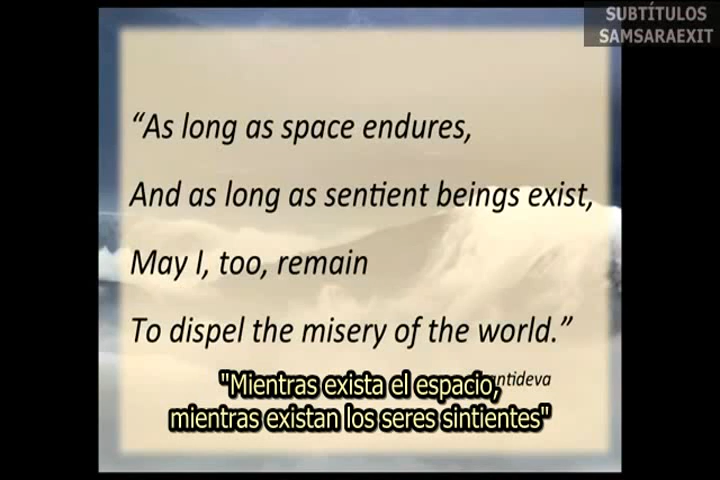 SUBTÍTULOS
SAMSARAEXIT
“As long as space endures,
And as long as sentient beings exist,
May I, too, remain
To dispel the misery of the world.”
"Mientras exista el espacio,
mientras existan los seres sintientes"